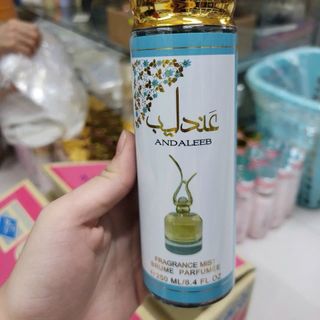 عندليب
ANDALEEB
FRAGRANCE MIST
BRUME PARFUMÉE
250 ML/8.4 FL OZ